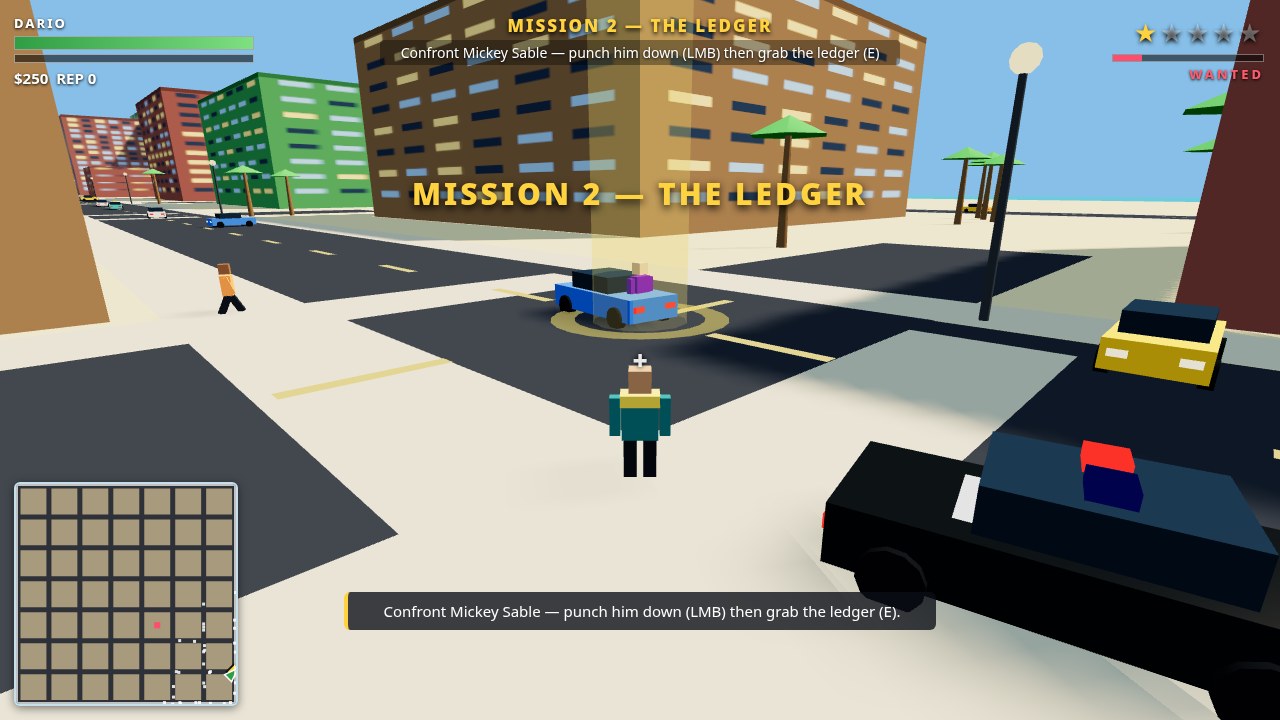 DARIO
$250 REP 0
MISSION 2 — THE LEDGER
Confront Mickey Sable — punch him down (LMB) then grab the ledger (E)
WANTED
MISSION 2 — THE LEDGER
Confront Mickey Sable — punch him down (LMB) then grab the ledger (E).